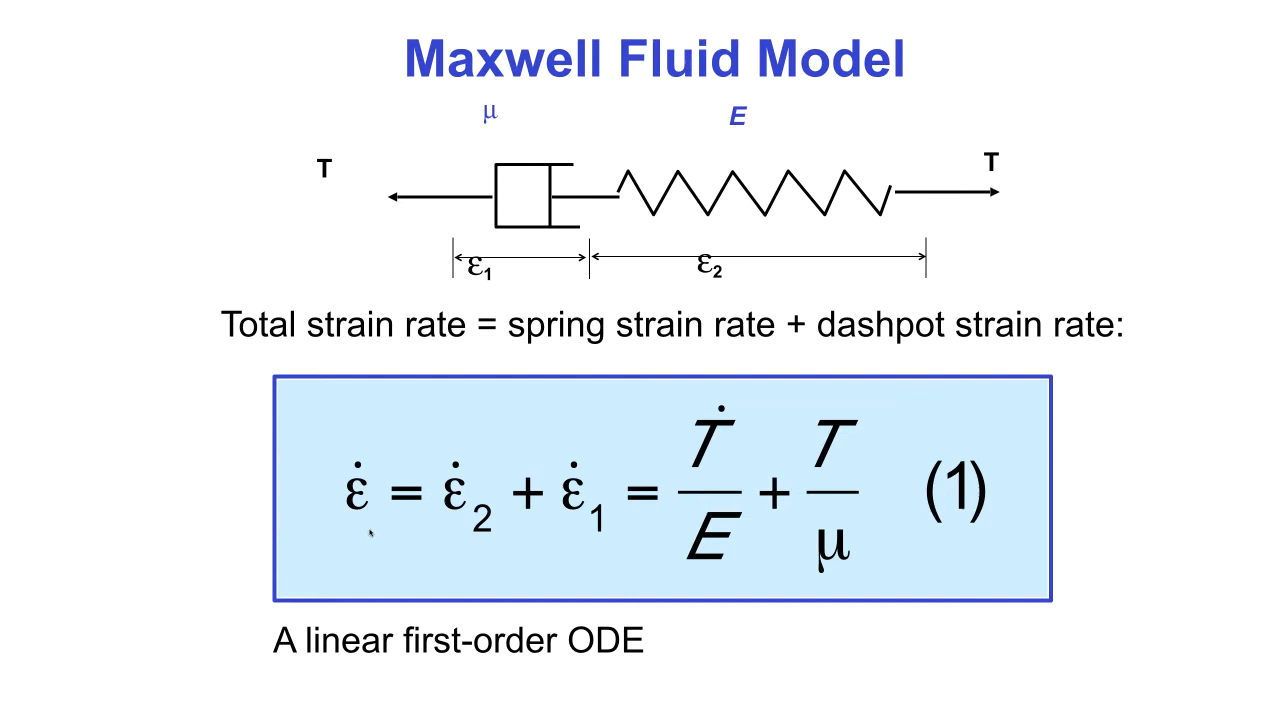 Maxwell Fluid Model
μ E
T T
ε1 ε2
Total strain rate = spring strain rate + dashpot strain rate:
ε̇ = ε̇2 + ε̇1 = Ṫ/E + T/μ (1)
A linear first-order ODE